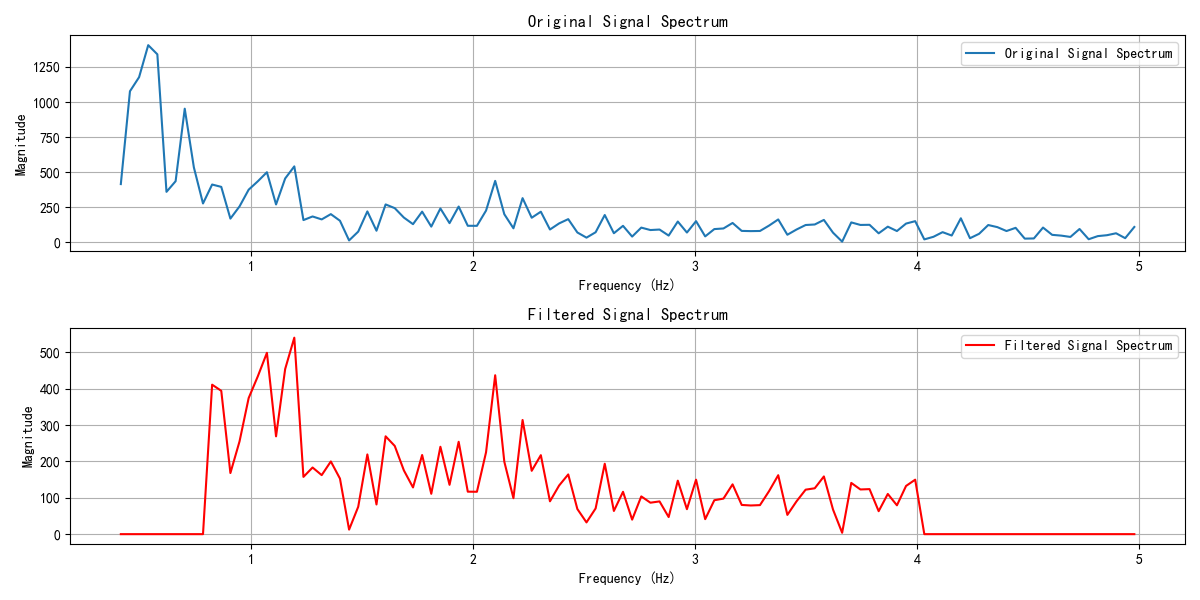 Original Signal Spectrum
Original Signal Spectrum
Magnitude
1250
1000
750
500
250
0
1 2 3 4 5
Frequency (Hz)
Filtered Signal Spectrum
Filtered Signal Spectrum
Magnitude
500
400
300
200
100
0
1 2 3 4 5
Frequency (Hz)